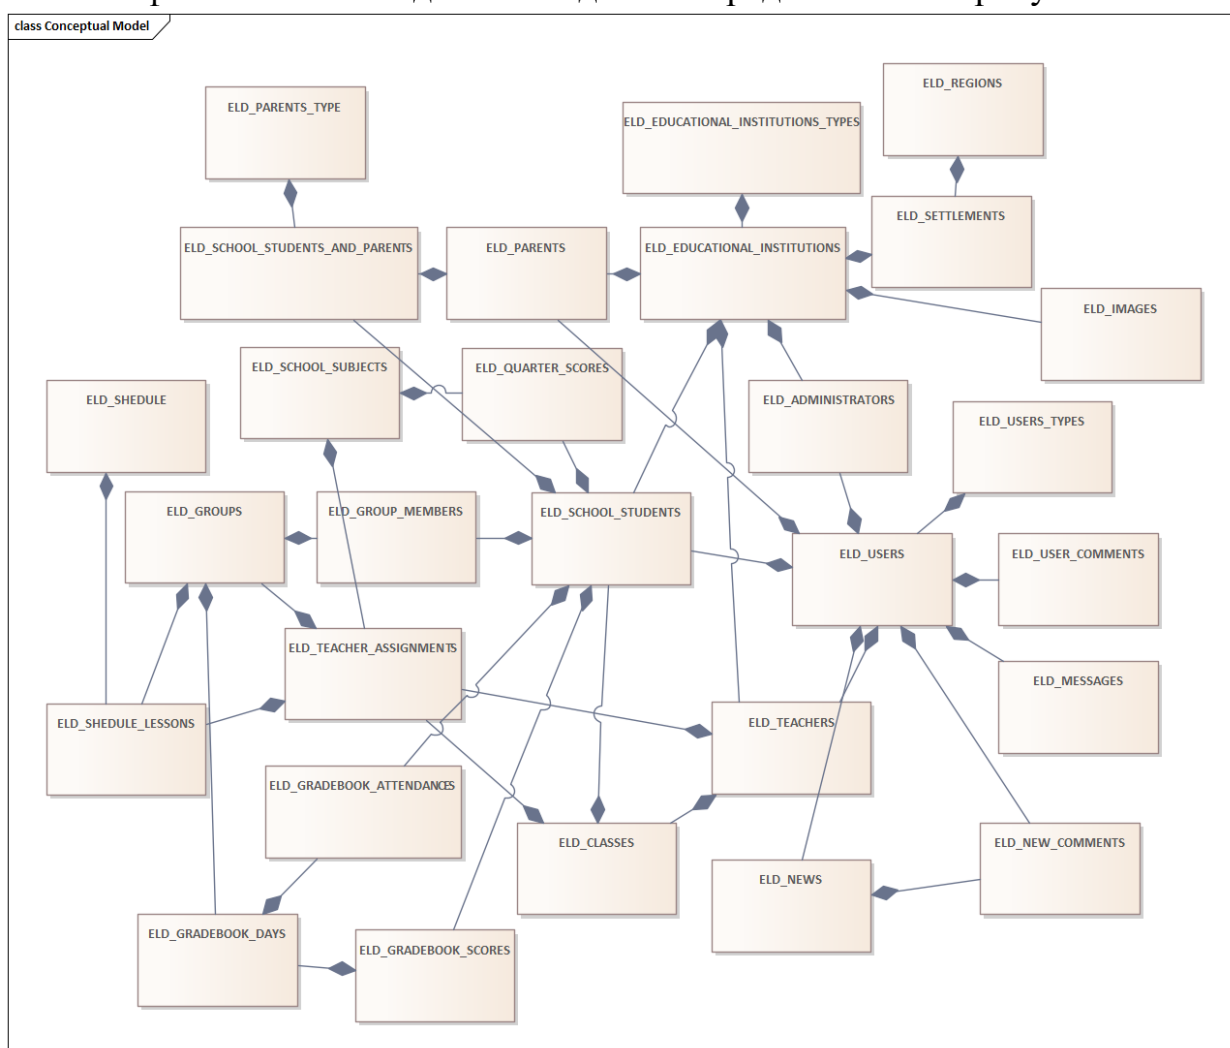 class Conceptual Model
ELD_REGIONS
ELD_PARENTS_TYPE
ELD_EDUCATIONAL_INSTITUTIONS_TYPES
ELD_SETTLEMENTS
ELD_SCHOOL_STUDENTS_AND_PARENTS
ELD_PARENTS
ELD_EDUCATIONAL_INSTITUTIONS
ELD_IMAGES
ELD_SCHOOL_SUBJECTS
ELD_QUARTER_SCORES
ELD_SHEDULE
ELD_ADMINISTRATORS
ELD_USERS_TYPES
ELD_GROUPS
ELD_GROUP_MEMBERS
ELD_SCHOOL_STUDENTS
ELD_USERS
ELD_USER_COMMENTS
ELD_TEACHER_ASSIGNMENTS
ELD_MESSAGES
ELD_SHEDULE_LESSONS
ELD_TEACHERS
ELD_GRADEBOOK_ATTENDANCES
ELD_CLASSES
ELD_NEW_COMMENTS
ELD_NEWS
ELD_GRADEBOOK_DAYS
ELD_GRADEBOOK_SCORES